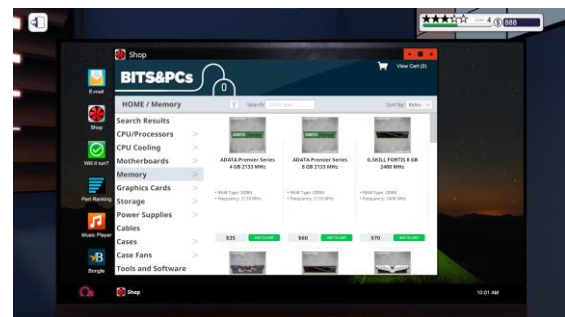 4 $ 888
Shop
BITS&PCs
View Cart (0)
E-mail
HOME / Memory
Search:
Sort by:
Shop
Search Results
CPU/Processors
CPU Cooling
Will it run?
Motherboards
ADATA Premier Series
4 GB 2133 MHz
ADATA Premier Series
8 GB 2133 MHz
G.SKILL FORTIS 8 GB
2400 MHz
Memory
Graphics Cards
• RAM Type: DDR4
• Frequency: 2133 MHz
• RAM Type: DDR4
• Frequency: 2133 MHz
• RAM Type: DDR4
• Frequency: 2400 MHz
Part Ranking
Storage
Power Supplies
Cables
Music Player
Cases
$35 ADD TO CART
$60 ADD TO CART
$70 ADD TO CART
Case Fans
Bongle
Tools and Software
Shop
10:01 AM